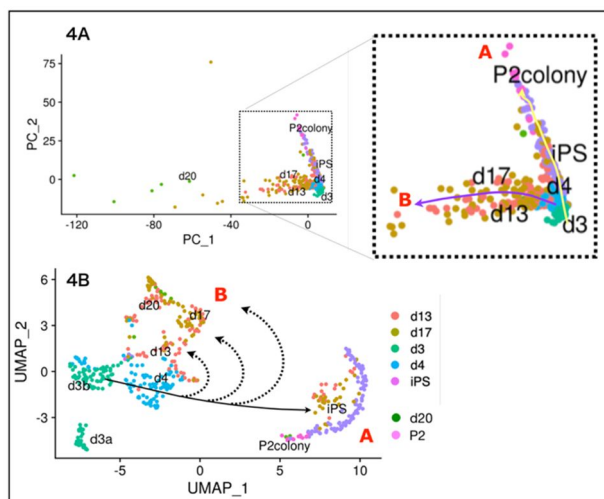 4A
75
50
25
0
PC_2
d20
P2colony
iPS
d17
d4
d13
d3
-120
-80
-40
0
PC_1
A
P2colony
iPS
d17
d4
B
d13
d3
4B
6
3
0
-3
UMAP_2
B
d20
d17
d13
d4
d3b
d3a
iPS
P2colony
A
-5
0
5
10
UMAP_1
d13
d17
d3
d4
iPS
d20
P2